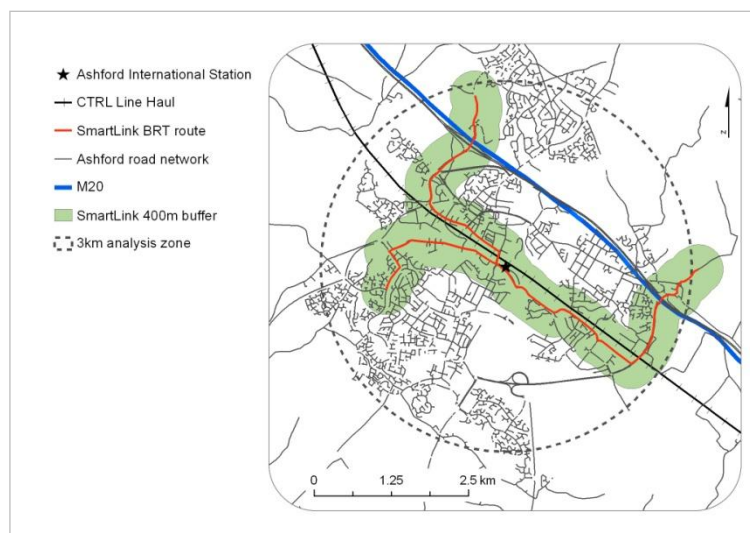 Ashford International Station
CTRL Line Haul
SmartLink BRT route
Ashford road network
M20
SmartLink 400m buffer
3km analysis zone
z
0 1.25 2.5 km